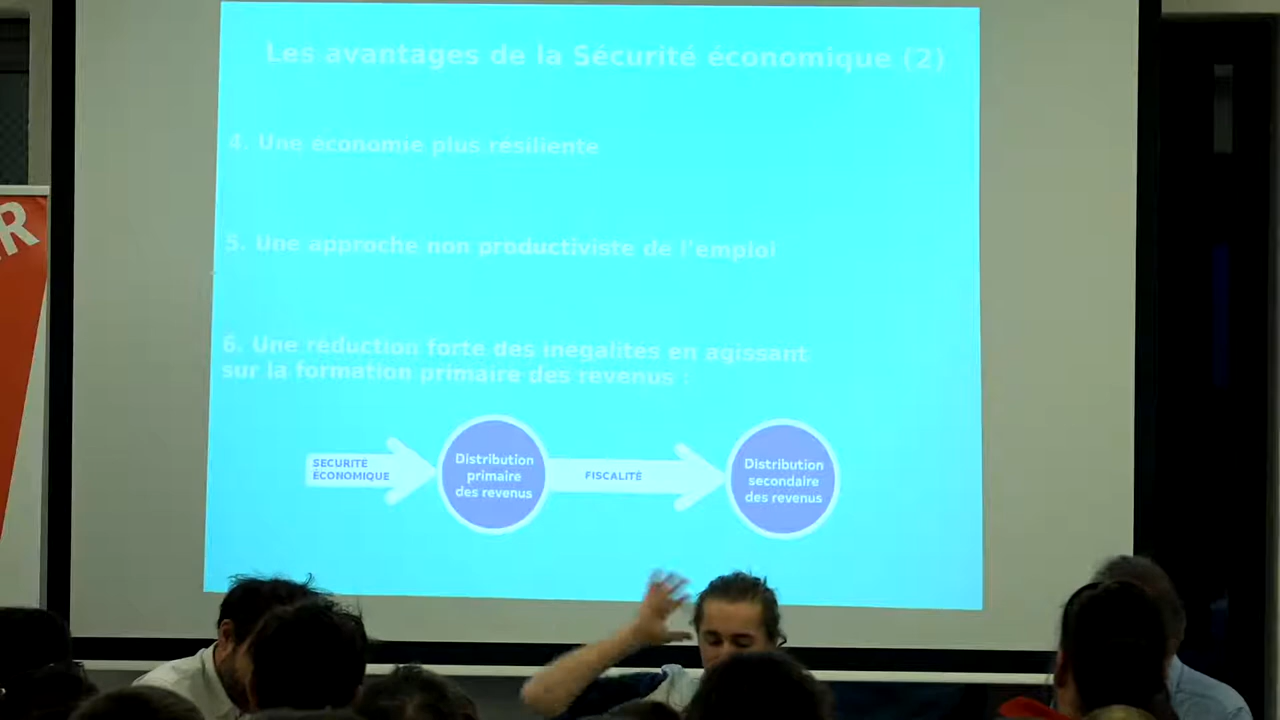 Les avantages de la Sécurité économique (2)
4. Une économie plus résiliente
5. Une approche non productiviste de l'emploi
6. Une réduction forte des inégalités en agissant
sur la formation primaire des revenus :
SÉCURITÉ
ÉCONOMIQUE
Distribution
primaire
des revenus
FISCALITÉ
Distribution
secondaire
des revenus
R